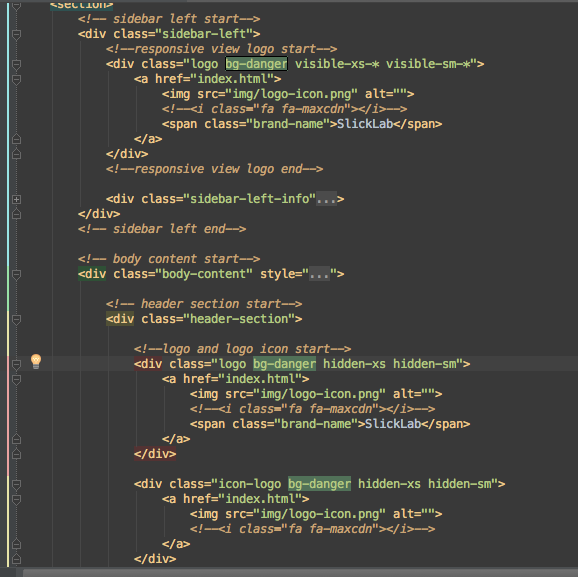 <section>
<!-- sidebar left start-->
<div class="sidebar-left">
<!--responsive view logo start-->
<div class="logo bg-danger visible-xs-* visible-sm-*">
<a href="index.html">
<img src="img/logo-icon.png" alt="">
<!--<i class="fa fa-maxcdn"></i>-->
<span class="brand-name">SlickLab</span>
</a>
</div>
<!--responsive view logo end-->
<div class="sidebar-left-info"...>
</div>
<!-- sidebar left end-->
<!-- body content start-->
<div class="body-content" style="...">
<!-- header section start-->
<div class="header-section">
<!--logo and logo icon start-->
<div class="logo bg-danger hidden-xs hidden-sm">
<a href="index.html">
<img src="img/logo-icon.png" alt="">
<!--<i class="fa fa-maxcdn"></i>-->
<span class="brand-name">SlickLab</span>
</a>
</div>
<div class="icon-logo bg-danger hidden-xs hidden-sm">
<a href="index.html">
<img src="img/logo-icon.png" alt="">
<!--<i class="fa fa-maxcdn"></i>-->
</a>
</div>